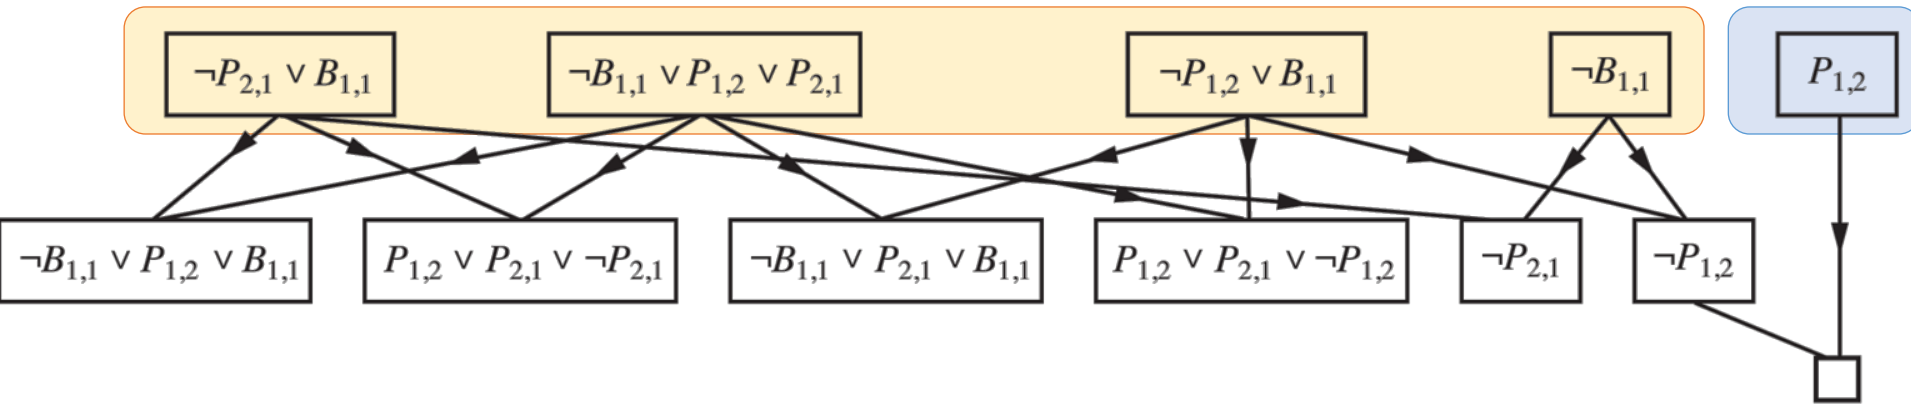 ¬P2,1 ∨ B1,1
¬B1,1 ∨ P1,2 ∨ P2,1
¬P1,2 ∨ B1,1
¬B1,1
P1,2
¬B1,1 ∨ P1,2 ∨ B1,1
P1,2 ∨ P2,1 ∨ ¬P2,1
¬B1,1 ∨ P2,1 ∨ B1,1
P1,2 ∨ P2,1 ∨ ¬P1,2
¬P2,1
¬P1,2